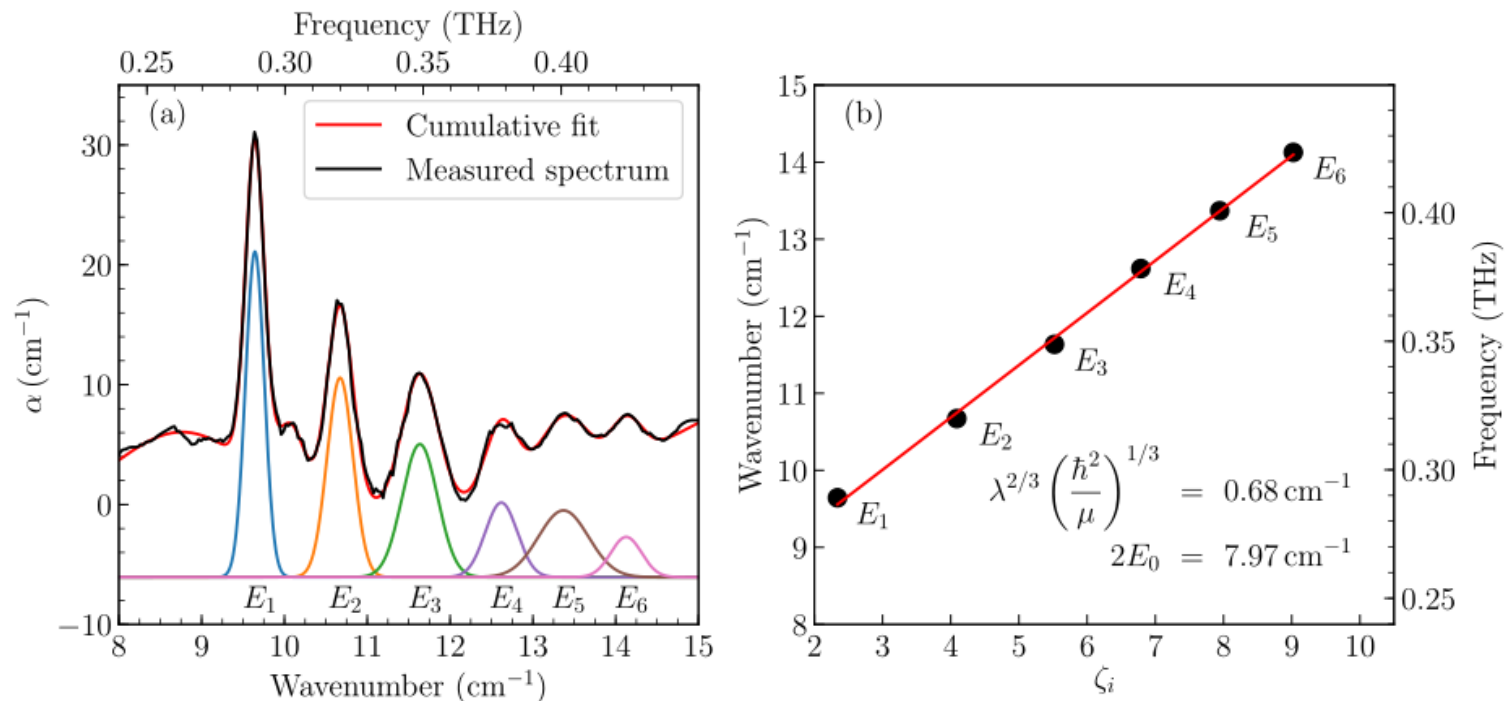 Frequency (THz)
0.25 0.30 0.35 0.40
(a)
Cumulative fit
Measured spectrum
30
20
10
0
−10
α (cm⁻¹)
E₁ E₂ E₃ E₄ E₅ E₆
8 9 10 11 12 13 14 15
Wavenumber (cm⁻¹)
(b)
15
14
13
12
11
10
9
8
Wavenumber (cm⁻¹)
E₆
E₅
E₄
E₃
E₂
E₁
λ^{2/3} (ħ²/μ)^{1/3} = 0.68 cm⁻¹
2E₀ = 7.97 cm⁻¹
0.40
0.35
0.30
0.25
Frequency (THz)
2 3 4 5 6 7 8 9 10
ζᵢ